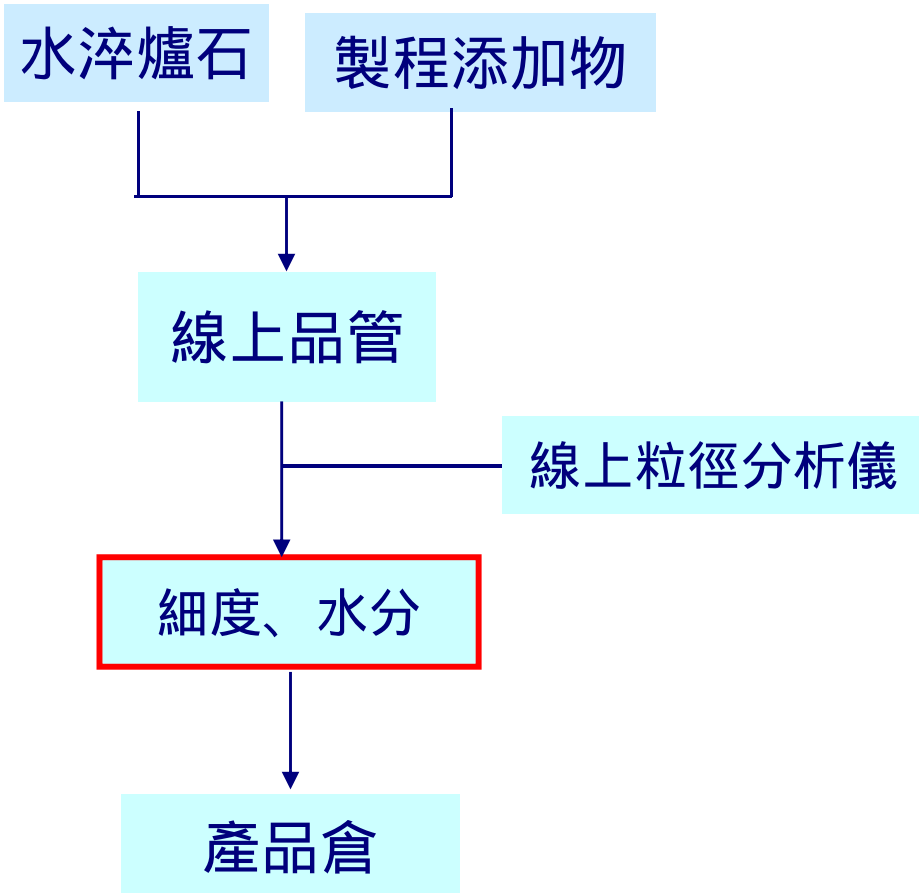 水淬爐石
製程添加物
線上品管
線上粒徑分析儀
細度、水分
產品倉